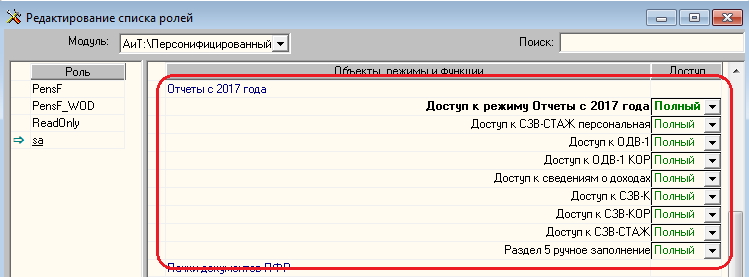 Редактирование списка ролей
Модуль: АиТ:\Персонифицированный Поиск:
Роль Объекты, режимы и функции Доступ
PensF
PensF_WOD
ReadOnly
sa
Отчеты с 2017 года
Доступ к режиму Отчеты с 2017 года Полный
Доступ к СЗВ-СТАЖ персональная Полный
Доступ к ОДВ-1 Полный
Доступ к ОДВ-1 КОР Полный
Доступ к сведениям о доходах Полный
Доступ к СЗВ-К Полный
Доступ к СЗВ-КОР Полный
Доступ к СЗВ-СТАЖ Полный
Раздел 5 ручное заполнение Полный
Пачки документов ПФР